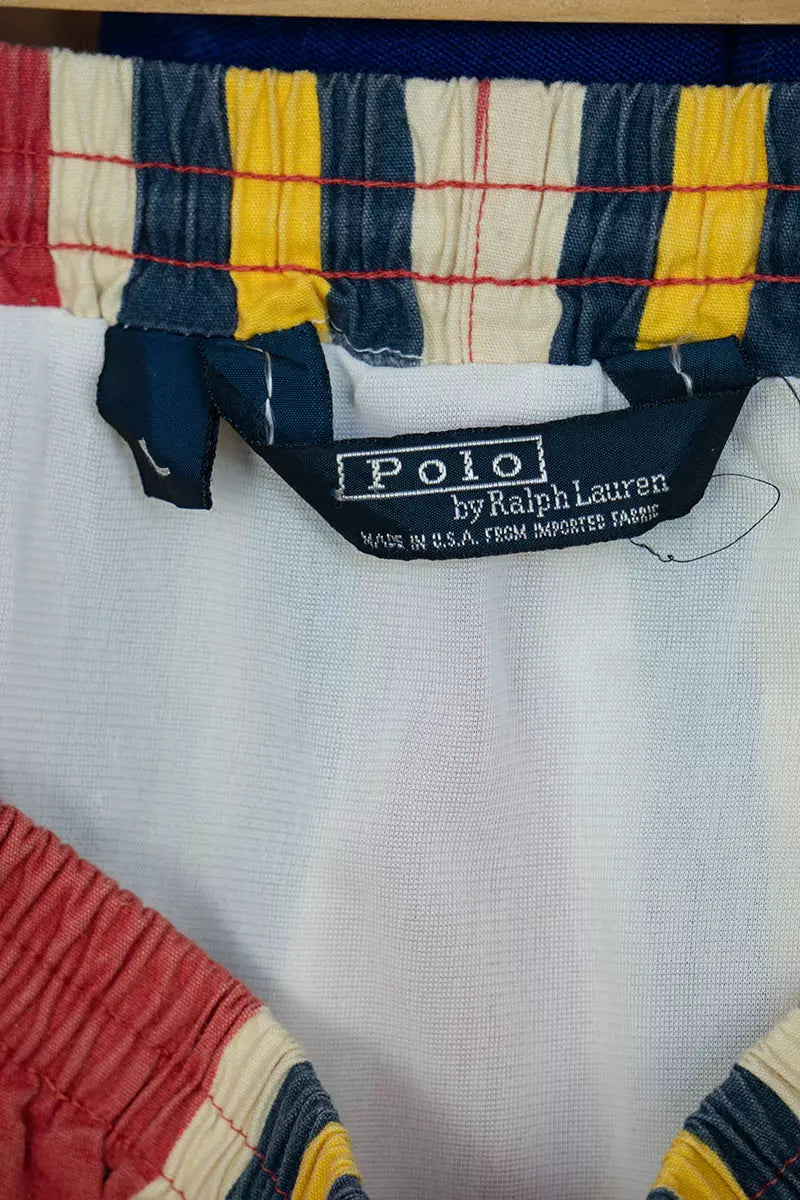 L
Polo
by Ralph Lauren
MADE IN U.S.A. FROM IMPORTED FABRIC